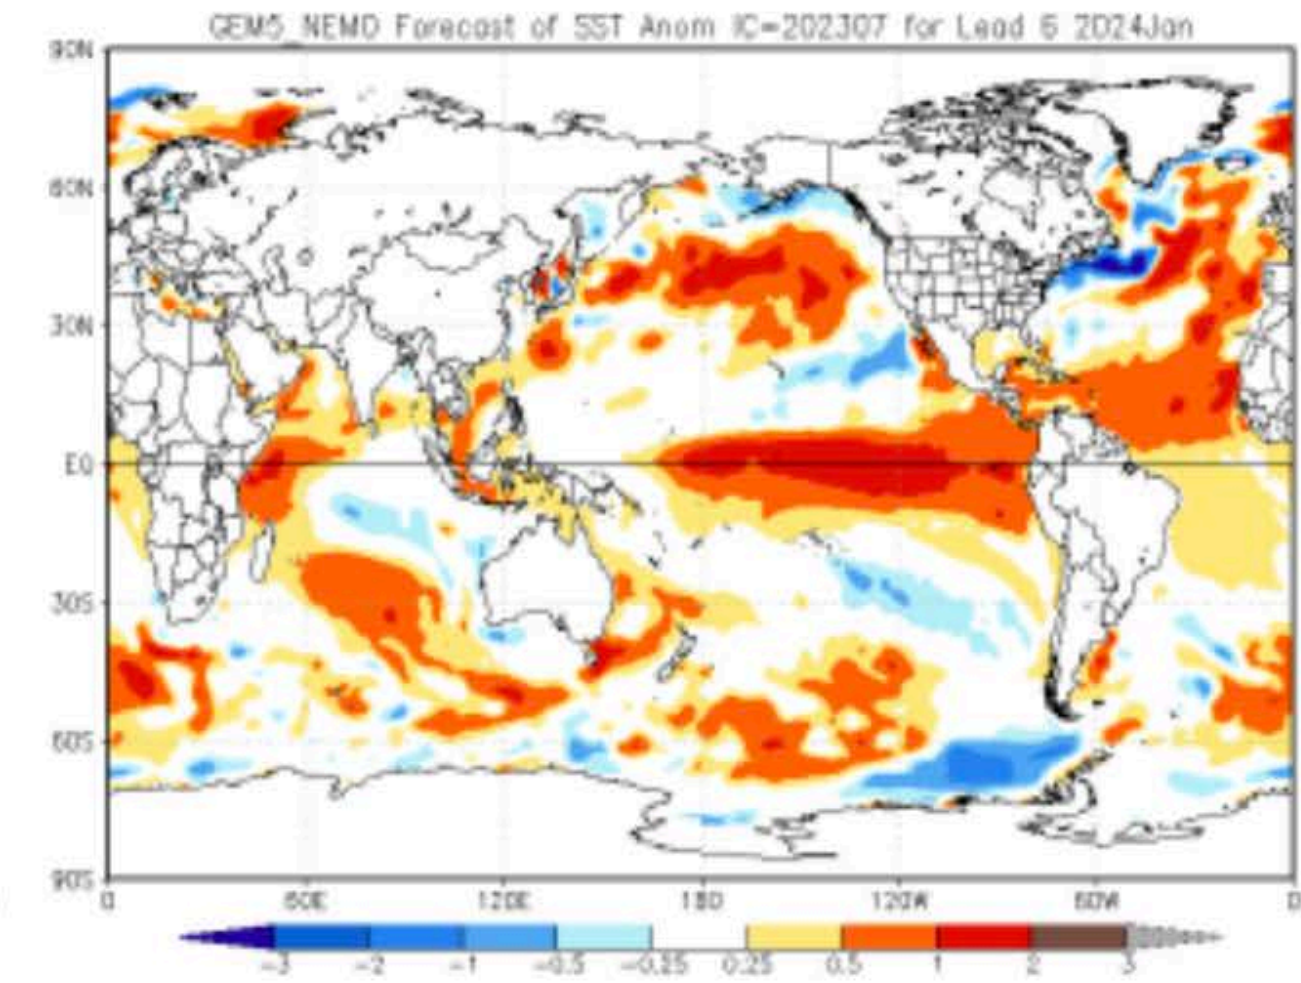 GEM5_NEMO Forecast of SST Anom IC=202307 for Lead 6 2024Jan
90N
60N
30N
EQ
30S
60S
90S
0 60E 120E 180 120W 60W 0
-3 -2 -1 -0.5 -0.25 0.25 0.5 1 2 3